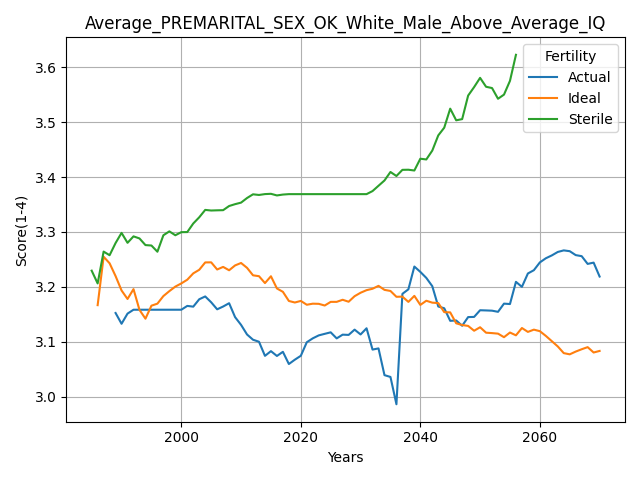 Average_PREMARITAL_SEX_OK_White_Male_Above_Average_IQ
Score(1-4)
3.6
3.5
3.4
3.3
3.2
3.1
3.0
Fertility
Actual
Ideal
Sterile
2000 2020 2040 2060
Years